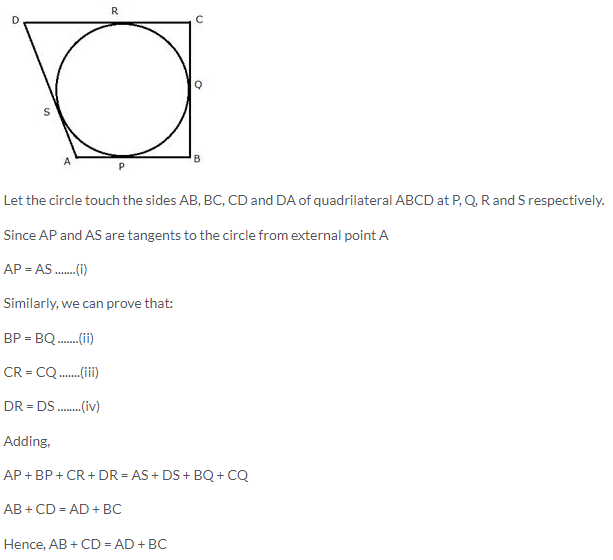 R
D
C
Q
S
A
B
P
Let the circle touch the sides AB, BC, CD and DA of quadrilateral ABCD at P, Q, R and S respectively.
Since AP and AS are tangents to the circle from external point A
AP = AS .......(i)
Similarly, we can prove that:
BP = BQ .......(ii)
CR = CQ .......(iii)
DR = DS ........(iv)
Adding,
AP + BP + CR + DR = AS + DS + BQ + CQ
AB + CD = AD + BC
Hence, AB + CD = AD + BC